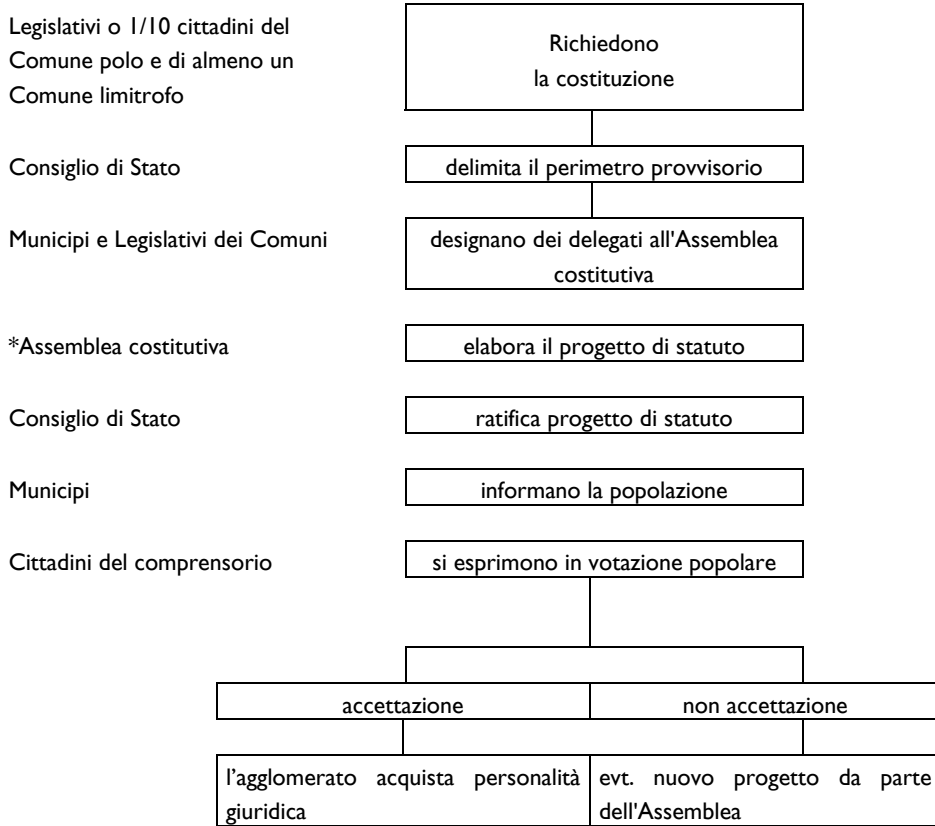 Legislativi o 1/10 cittadini del
Comune polo e di almeno un
Comune limitrofo
Richiedono
la costituzione
Consiglio di Stato
delimita il perimetro provvisorio
Municipi e Legislativi dei Comuni
designano dei delegati all'Assemblea
costitutiva
*Assemblea costitutiva
elabora il progetto di statuto
Consiglio di Stato
ratifica progetto di statuto
Municipi
informano la popolazione
Cittadini del comprensorio
si esprimono in votazione popolare
accettazione
non accettazione
l'agglomerato acquista personalità
giuridica
evt. nuovo progetto da parte
dell'Assemblea